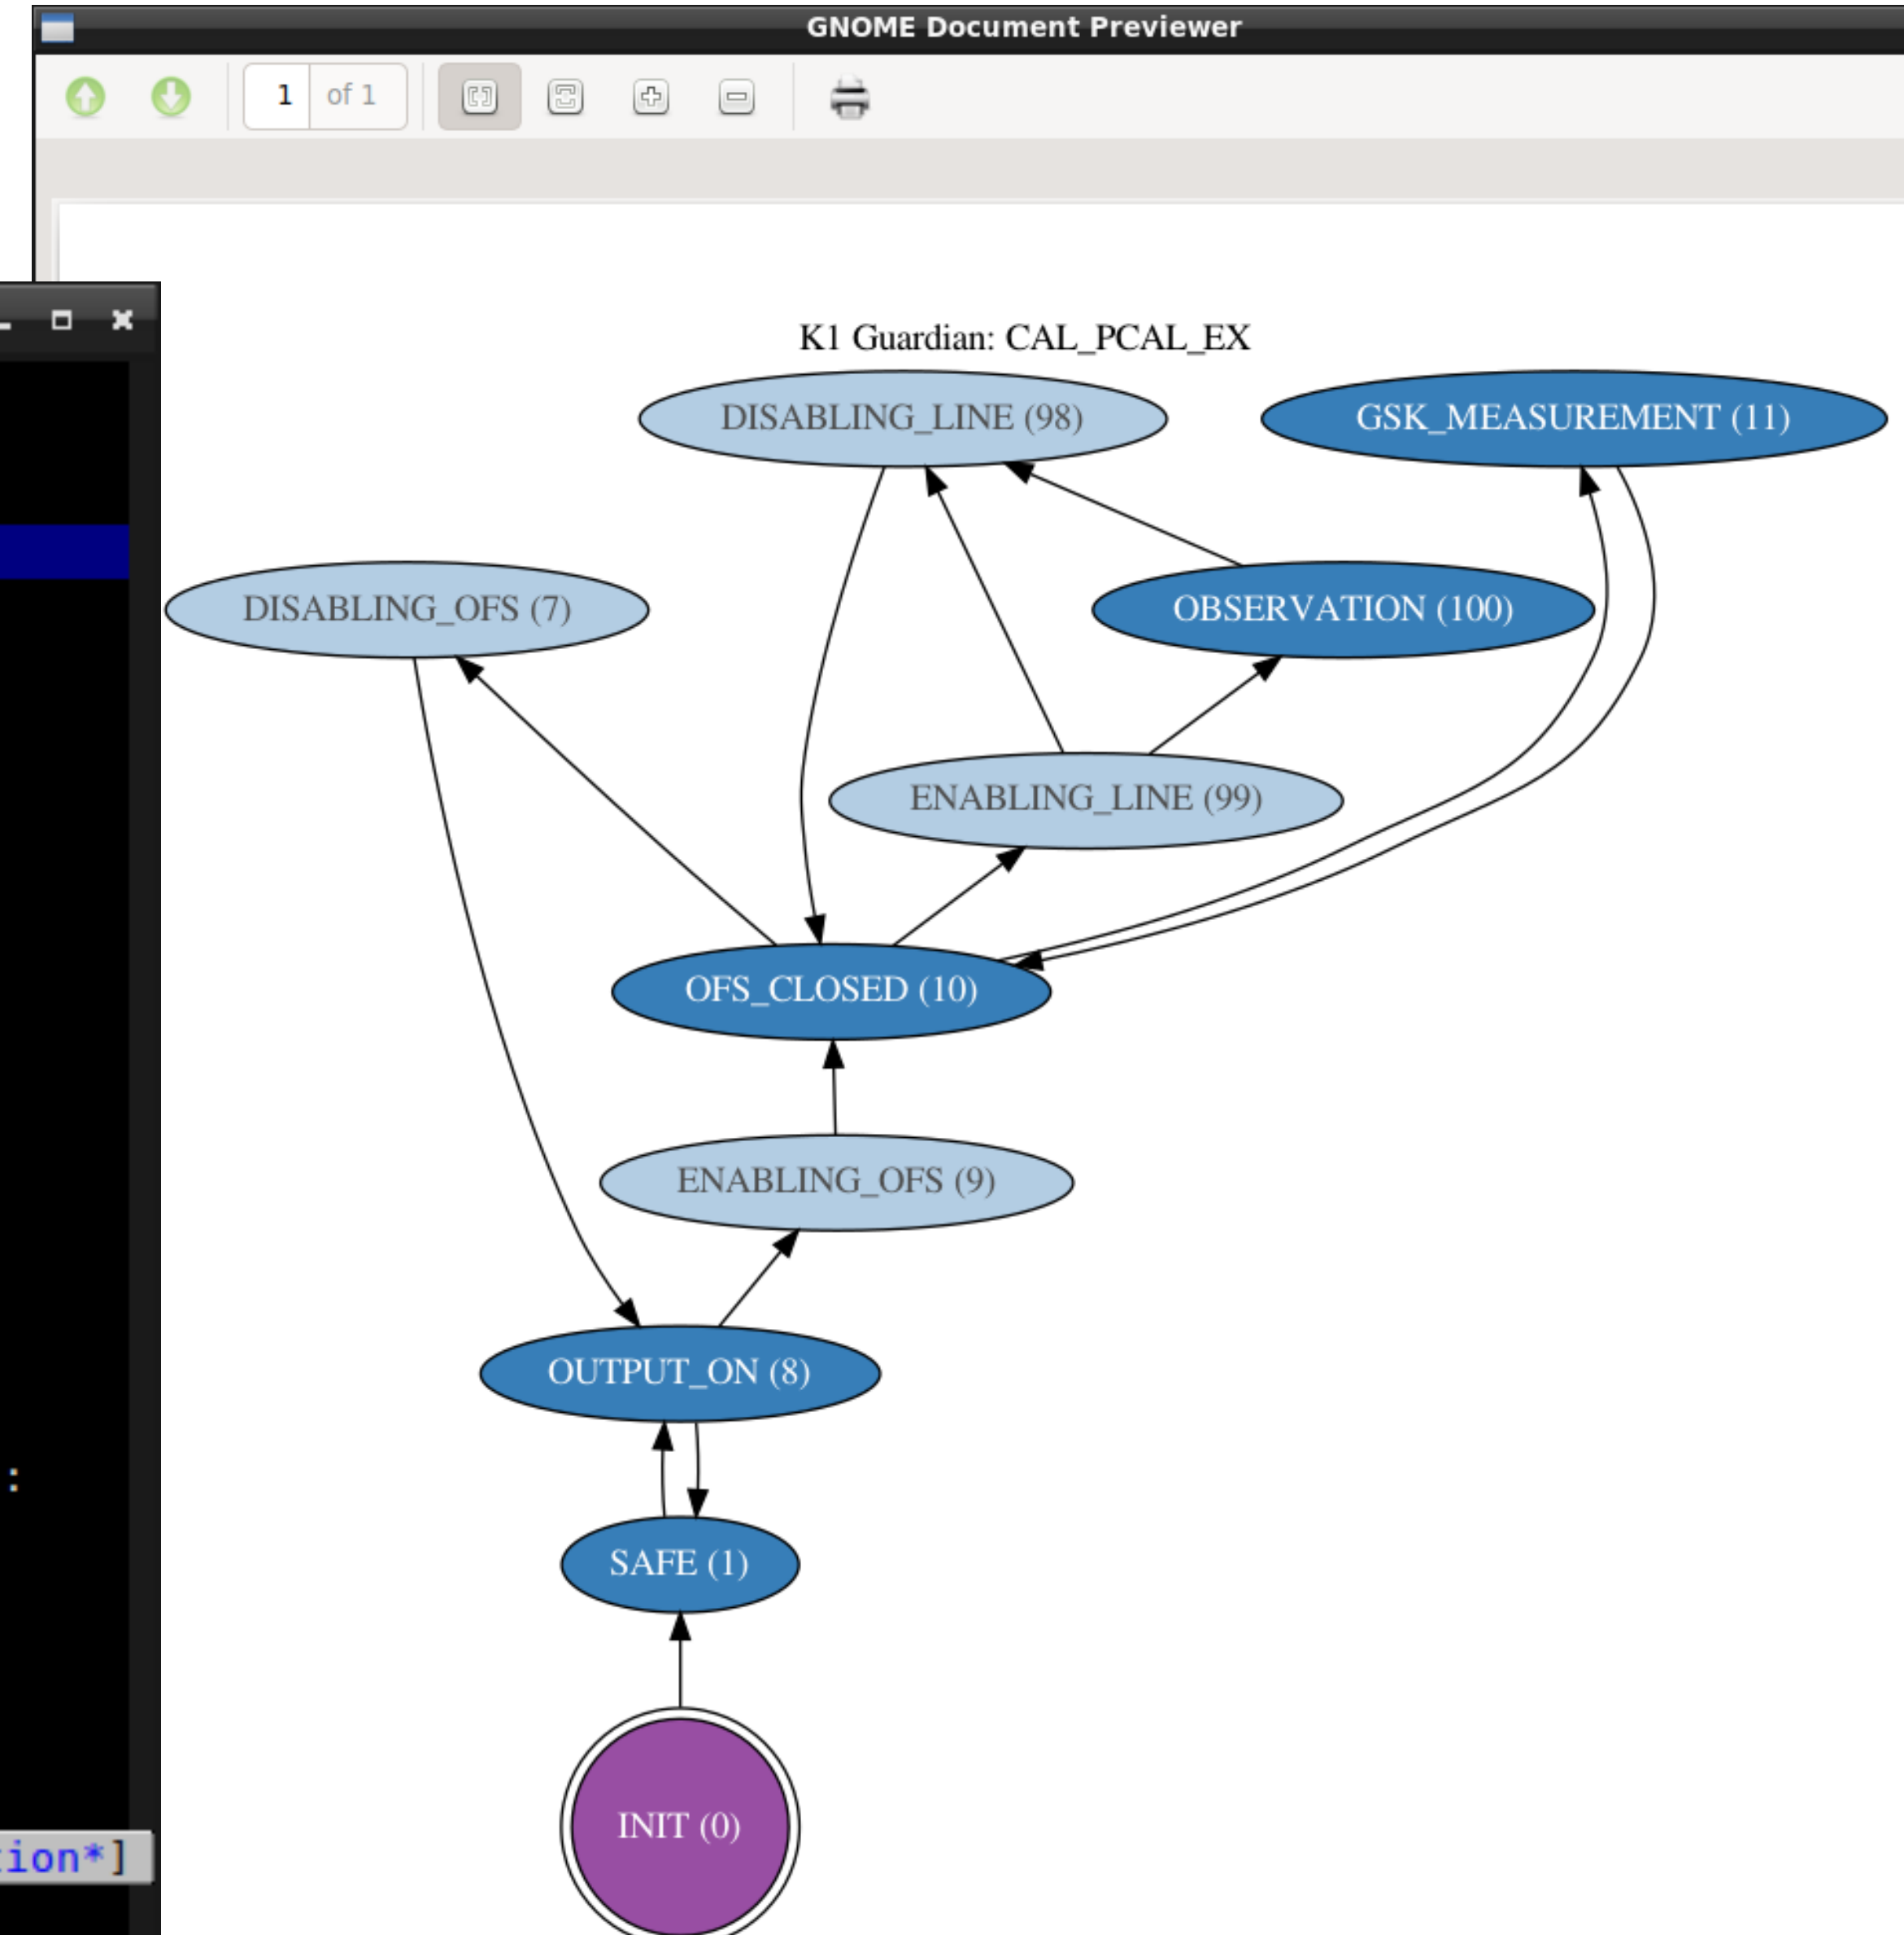 GNOME Document Previewer
1 of 1
K1 Guardian: CAL_PCAL_EX
DISABLING_LINE (98)
GSK_MEASUREMENT (11)
DISABLING_OFS (7)
OBSERVATION (100)
ENABLING_LINE (99)
OFS_CLOSED (10)
ENABLING_OFS (9)
OUTPUT_ON (8)
:
SAFE (1)
INIT (0)
ion*]